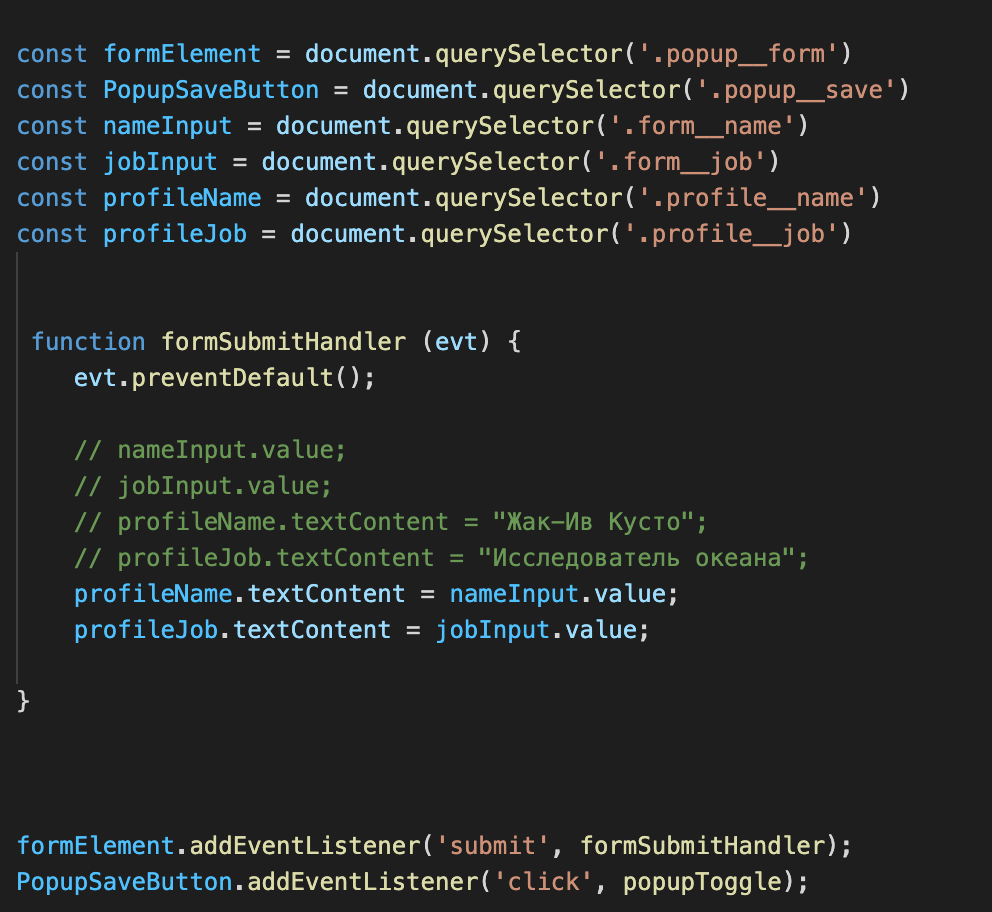 const formElement = document.querySelector('.popup__form')
const PopupSaveButton = document.querySelector('.popup__save')
const nameInput = document.querySelector('.form__name')
const jobInput = document.querySelector('.form__job')
const profileName = document.querySelector('.profile__name')
const profileJob = document.querySelector('.profile__job')
function formSubmitHandler (evt) {
evt.preventDefault();
// nameInput.value;
// jobInput.value;
// profileName.textContent = "Жак-Ив Кусто";
// profileJob.textContent = "Исследователь океана";
profileName.textContent = nameInput.value;
profileJob.textContent = jobInput.value;
}
formElement.addEventListener('submit', formSubmitHandler);
PopupSaveButton.addEventListener('click', popupToggle);